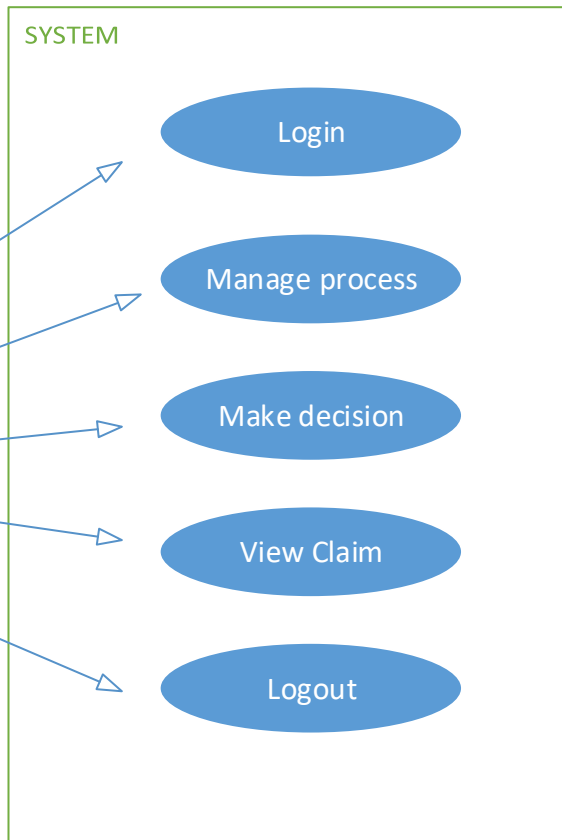 SYSTEM
Login
Manage process
Make decision
View Claim
Logout